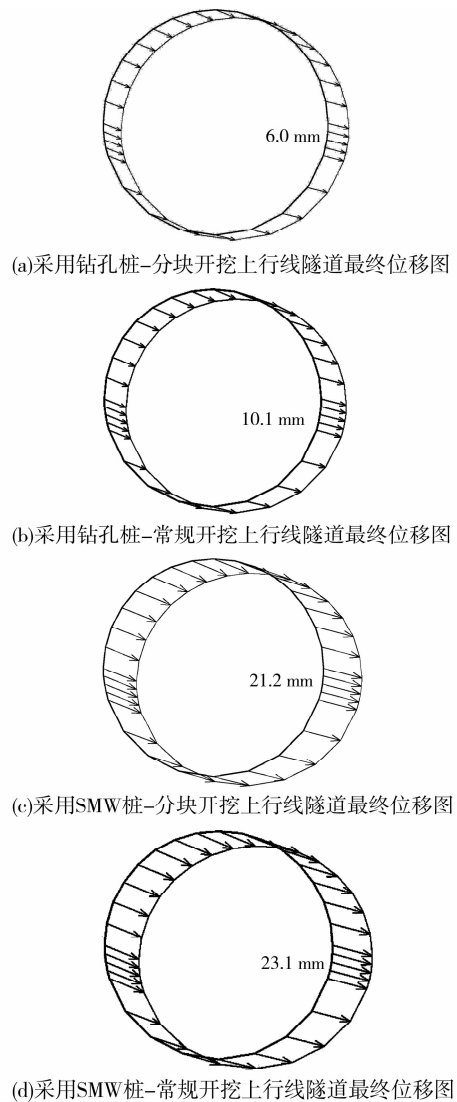 6.0 mm
(a)采用钻孔桩-分块开挖上行线隧道最终位移图
10.1 mm
(b)采用钻孔桩-常规开挖上行线隧道最终位移图
21.2 mm
(c)采用SMW桩-分块开挖上行线隧道最终位移图
23.1 mm
(d)采用SMW桩-常规开挖上行线隧道最终位移图